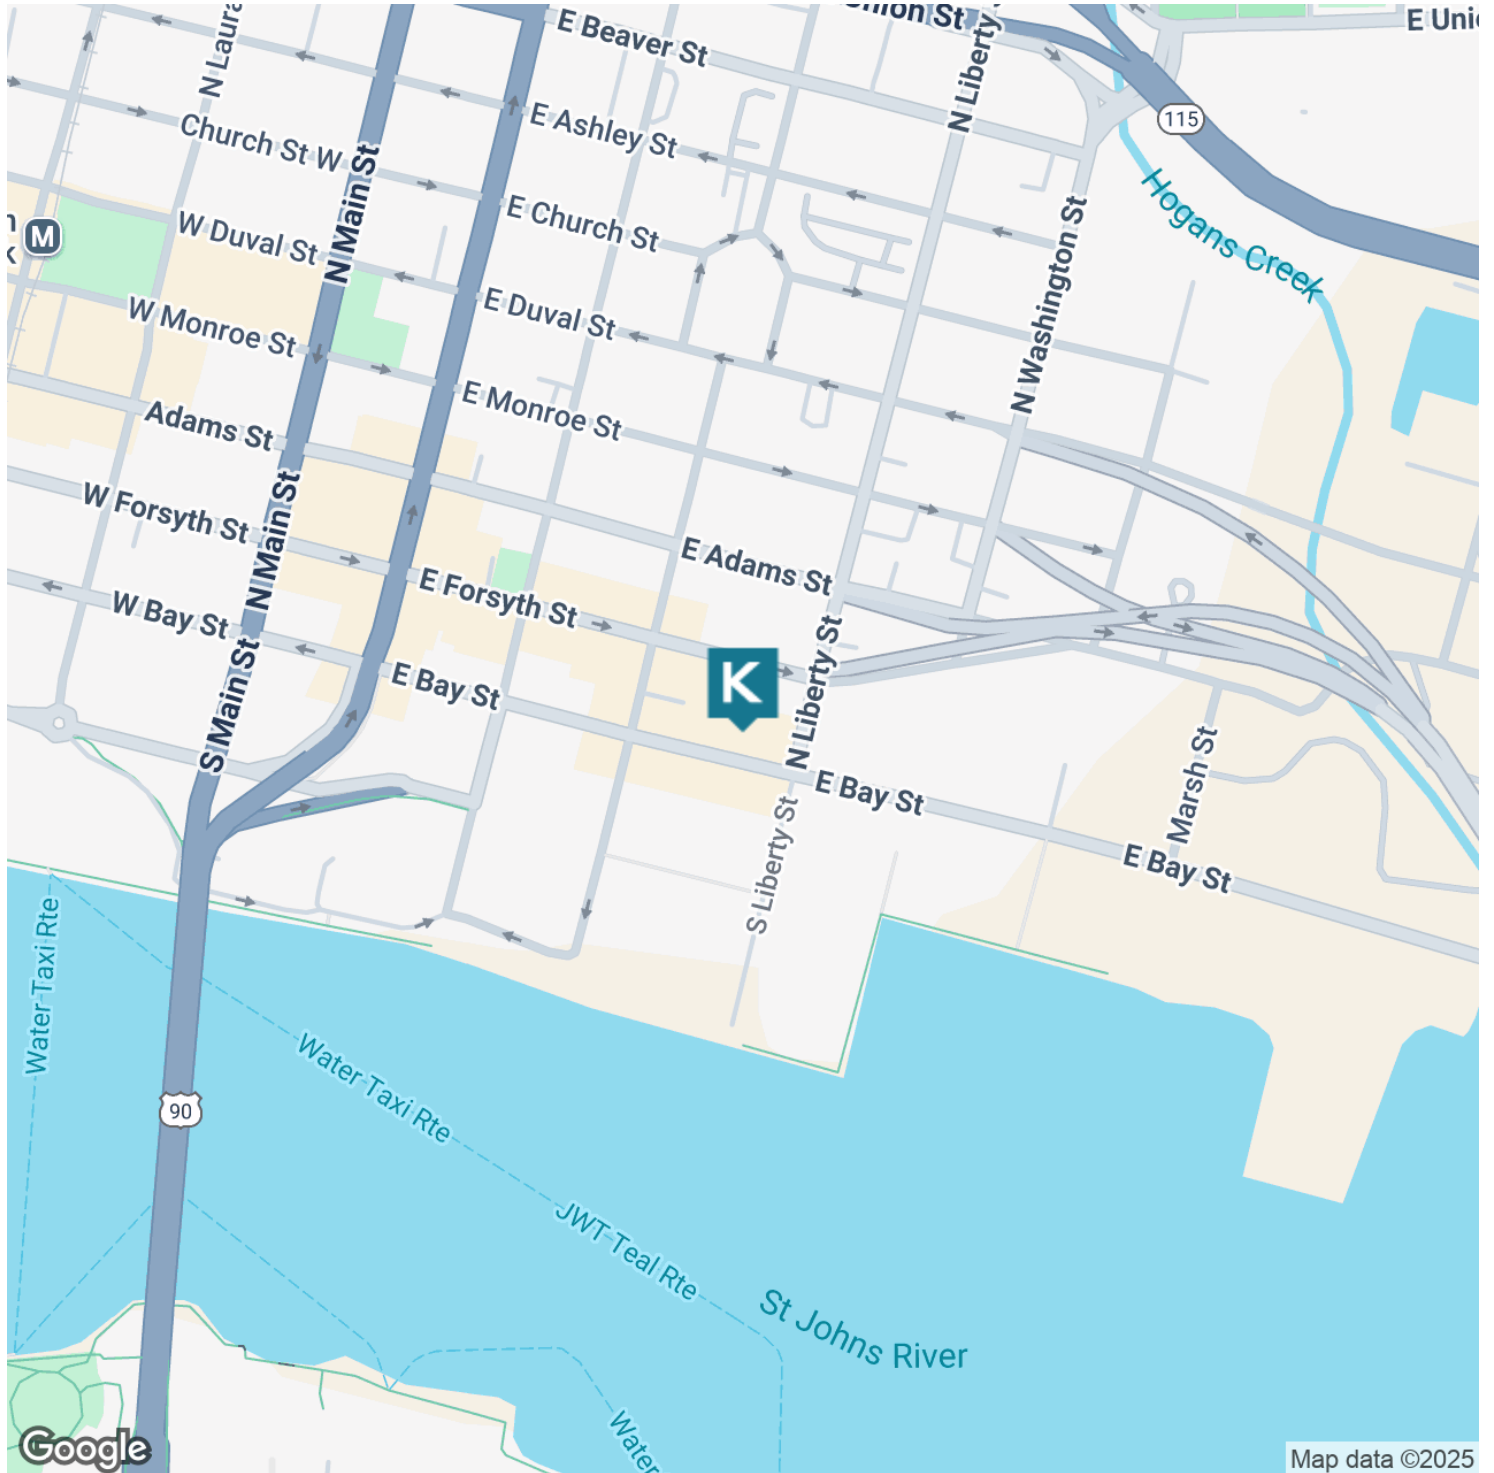 E Beaver St
Union St
N Liberty
E Uni
N Laura
115
E Ashley St
Church St W
N Main St
E Church St
Hogans Creek
W Duval St
M
N Washington St
E Duval St
W Monroe St
E Monroe St
Adams St
W Forsyth St
N Main St
E Adams St
E Forsyth St
W Bay St
N Liberty St
K
E Bay St
S Main St
Marsh St
E Bay St
S Liberty St
E Bay St
Water Taxi Rte
Water Taxi Rte
90
JWT Teal Rte
St Johns River
Water
Google
Map data ©2025